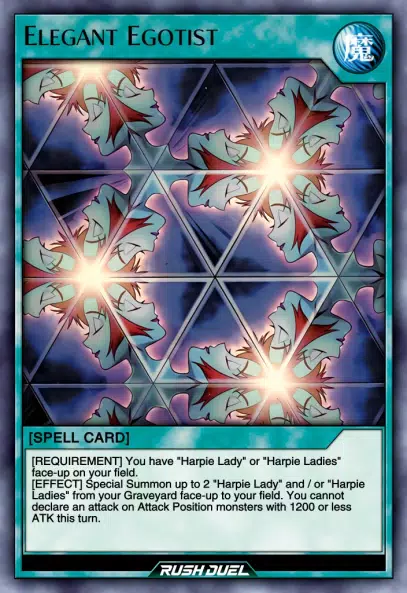 Elegant Egotist
魔
[SPELL CARD]
[REQUIREMENT] You have "Harpie Lady" or "Harpie Ladies"
face-up on your field.
[EFFECT] Special Summon up to 2 "Harpie Lady" and / or "Harpie
Ladies" from your Graveyard face-up to your field. You cannot
declare an attack on Attack Position monsters with 1200 or less
ATK this turn.
RUSH DUEL